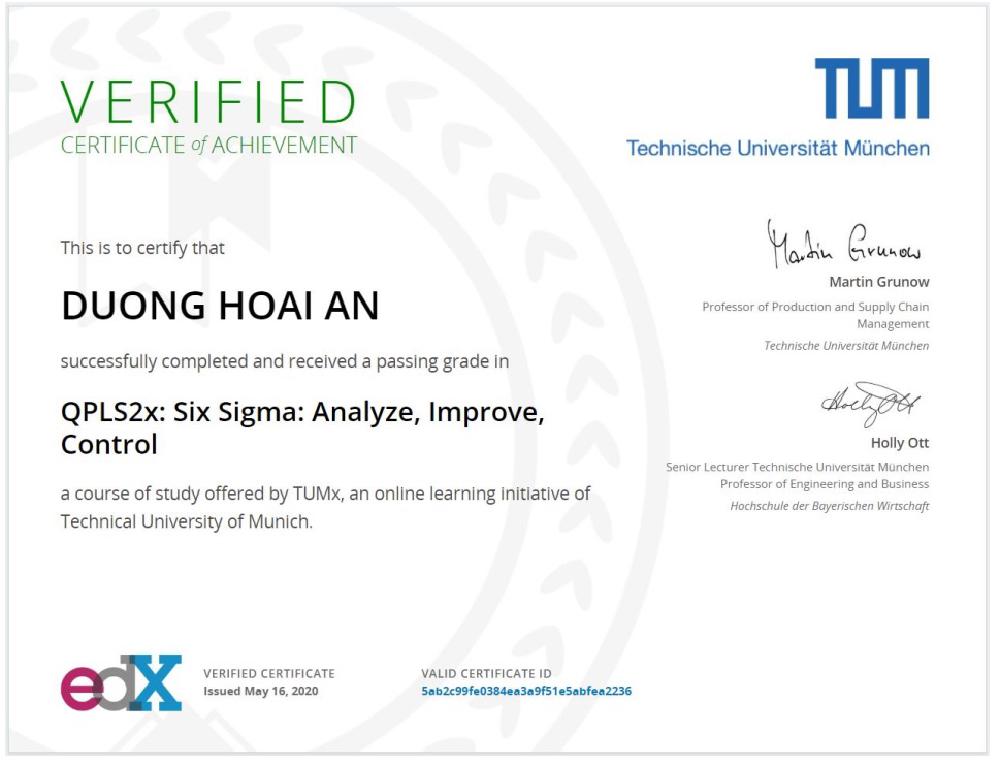 VERIFIED
CERTIFICATE of ACHIEVEMENT
TUM
Technische Universität München
This is to certify that
DUONG HOAI AN
successfully completed and received a passing grade in
QPLS2x: Six Sigma: Analyze, Improve,
Control
a course of study offered by TUMx, an online learning initiative of
Technical University of Munich.
Martin Grunow
Martin Grunow
Professor of Production and Supply Chain
Management
Technische Universität München
Holly Ott
Holly Ott
Senior Lecturer Technische Universität München
Professor of Engineering and Business
Hochschule der Bayerischen Wirtschaft
edX
VERIFIED CERTIFICATE
Issued May 16, 2020
VALID CERTIFICATE ID
5ab2c99fe0384ea3a9f51e5abfea2236